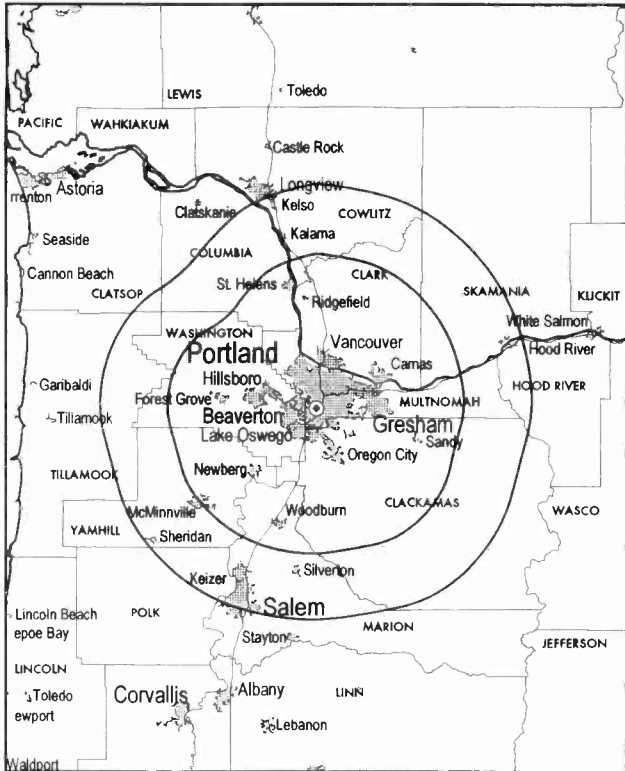 LEWIS
Toledo
PACIFIC
WAHKIAKUM
Castle Rock
Longview
rrenton
Astoria
Kelso
Clatskanie
COWLITZ
Seaside
Kalama
COLUMBIA
Cannon Beach
CLARK
CLATSOP
St. Helens
SKAMANIA
Ridgefield
KLICKIT
White Salmon
WASHINGTON
Vancouver
Portland
Hood River
Camas
Hillsboro
Garibaldi
HOOD RIVER
Forest Grove
MULTNOMAH
Tillamook
Beaverton
Gresham
Lake Oswego
Sandy
Oregon City
Newberg
TILLAMOOK
McMinnville
CLACKAMAS
Woodburn
WASCO
YAMHILL
Sheridan
Silverton
Keizer
Lincoln Beach
POLK
Salem
epoe Bay
MARION
Stayton
JEFFERSON
LINCOLN
Toledo
Corvallis
Albany
LINN
ewport
Lebanon
Waldport